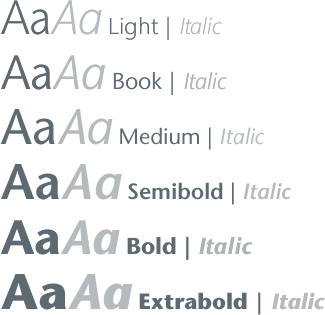 AaAa Light | Italic
AaAa Book | Italic
AaAa Medium | Italic
AaAa Semibold | Italic
AaAa Bold | Italic
AaAa Extrabold | Italic